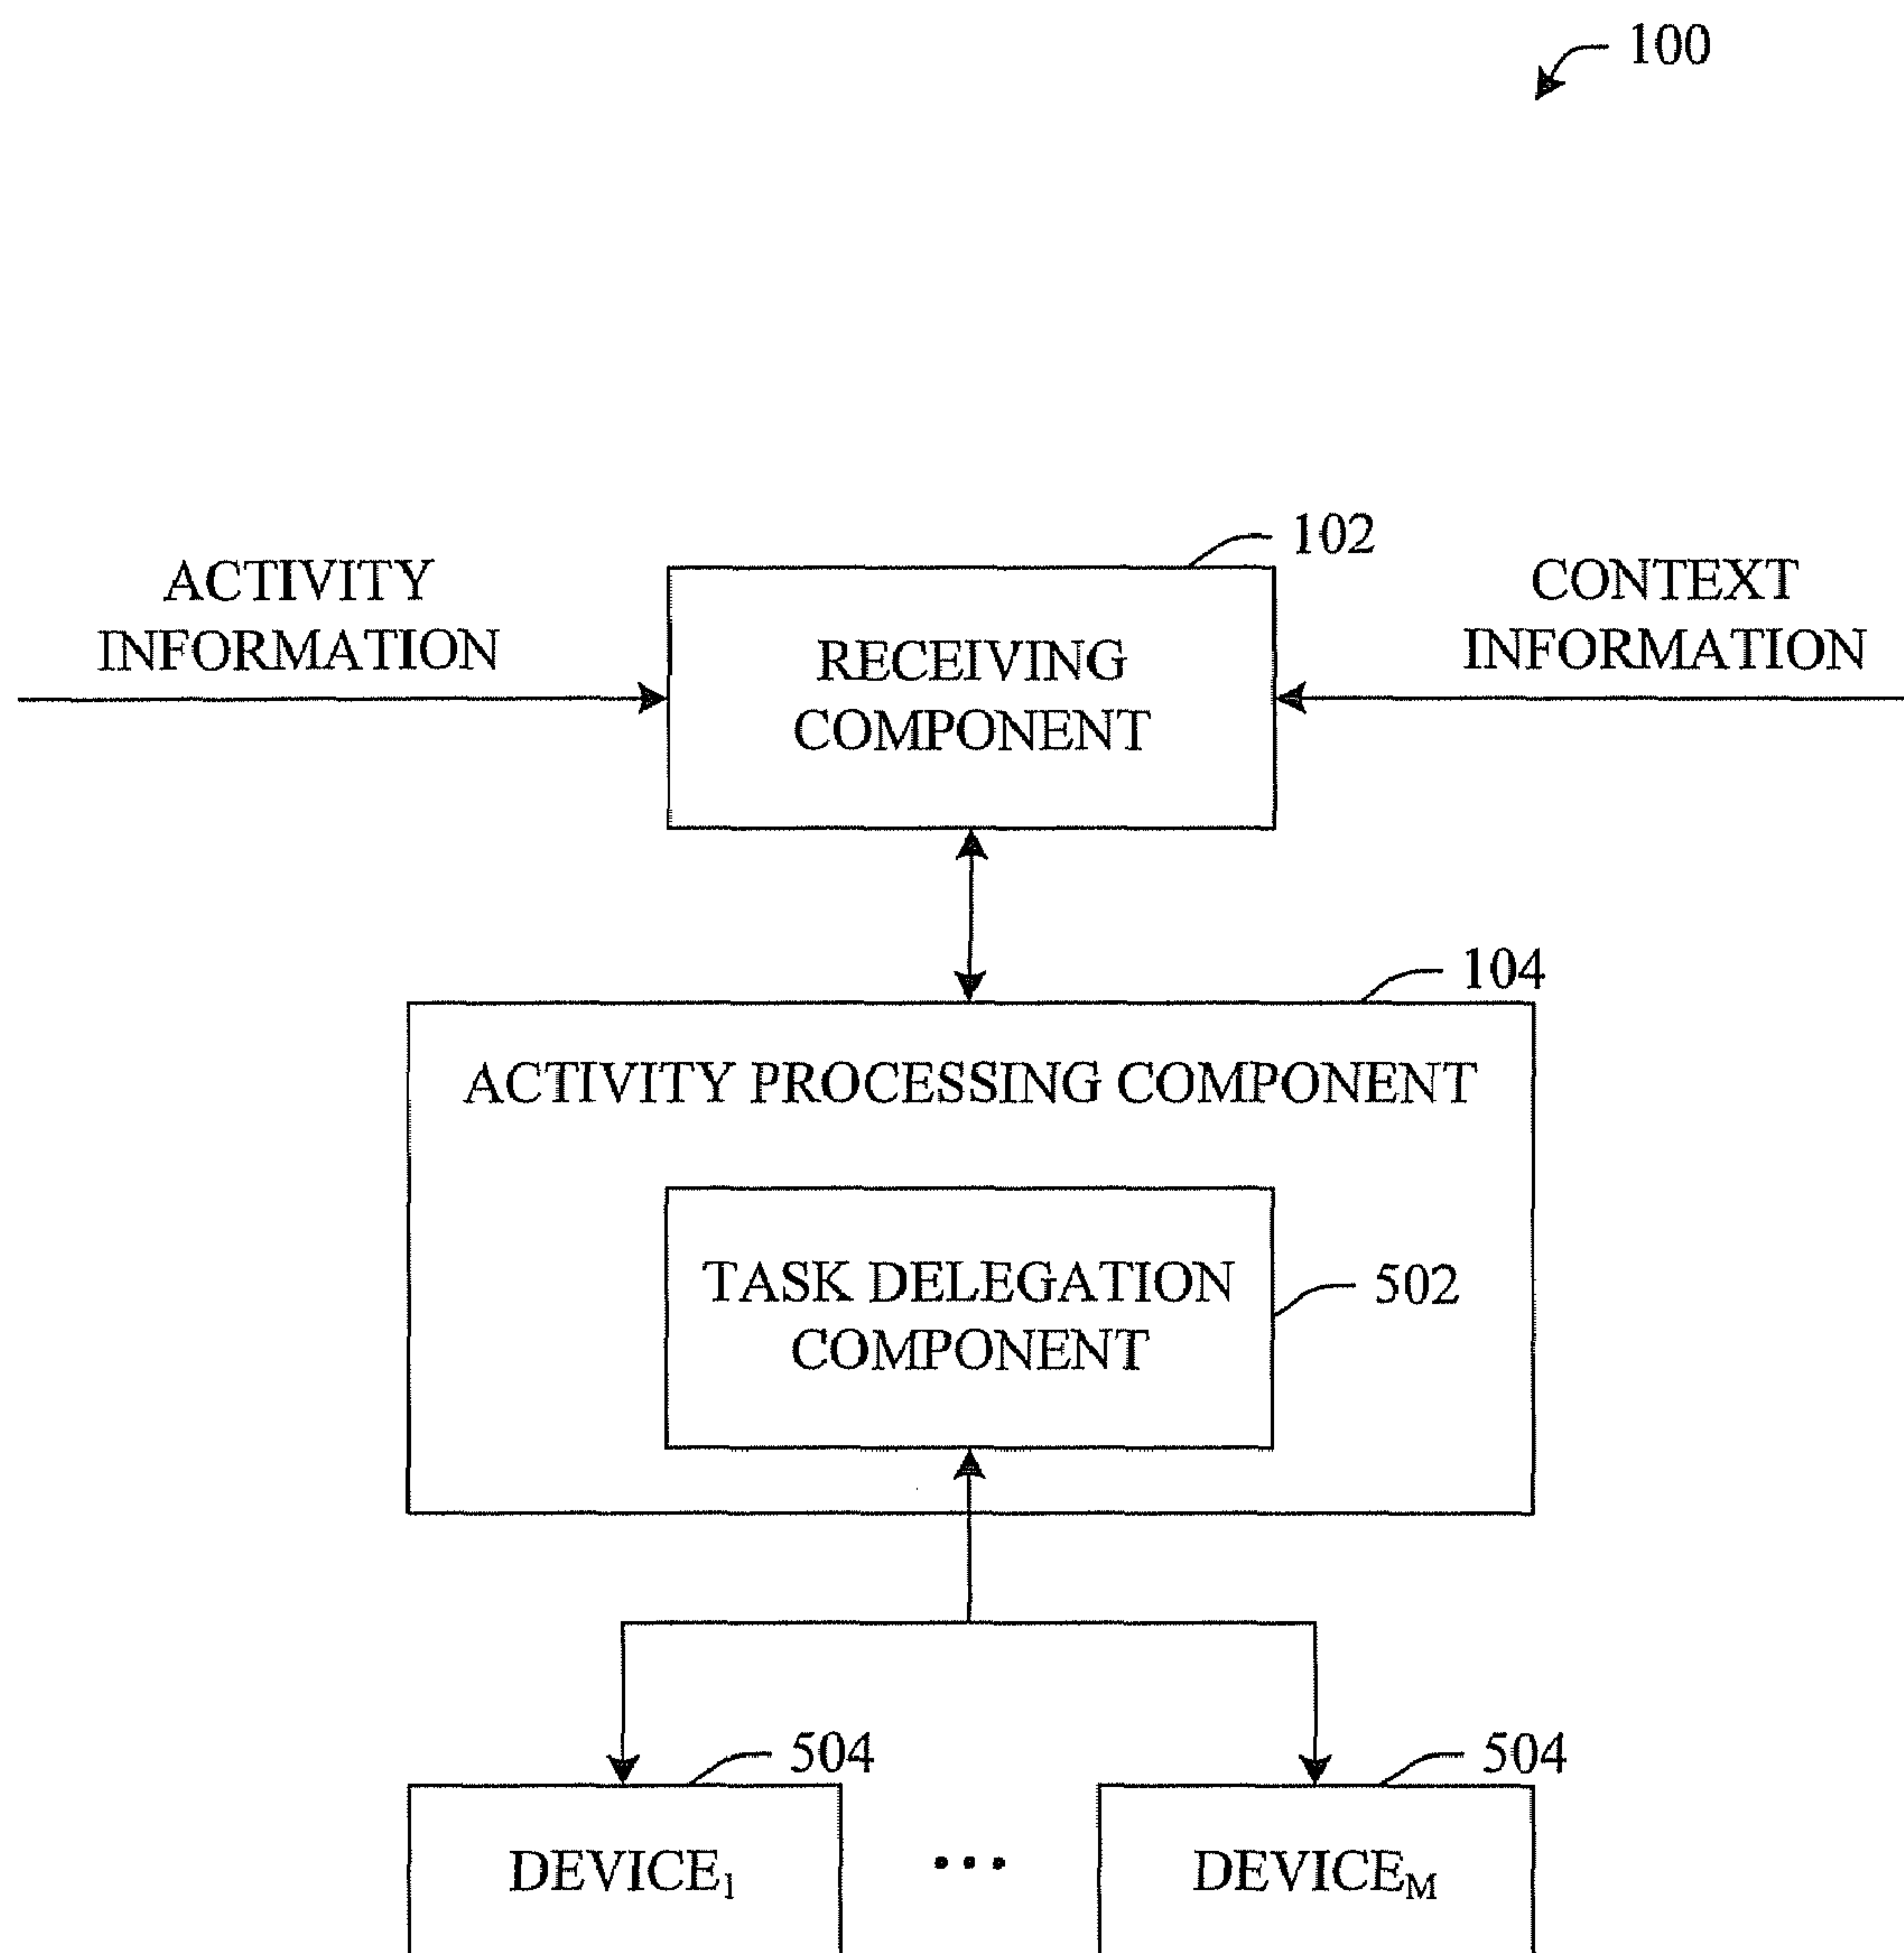 100
102
ACTIVITY
INFORMATION
CONTEXT
INFORMATION
RECEIVING
COMPONENT
104
ACTIVITY PROCESSING COMPONENT
TASK DELEGATION
COMPONENT
502
504
504
DEVICE₁
...
DEVICE_M